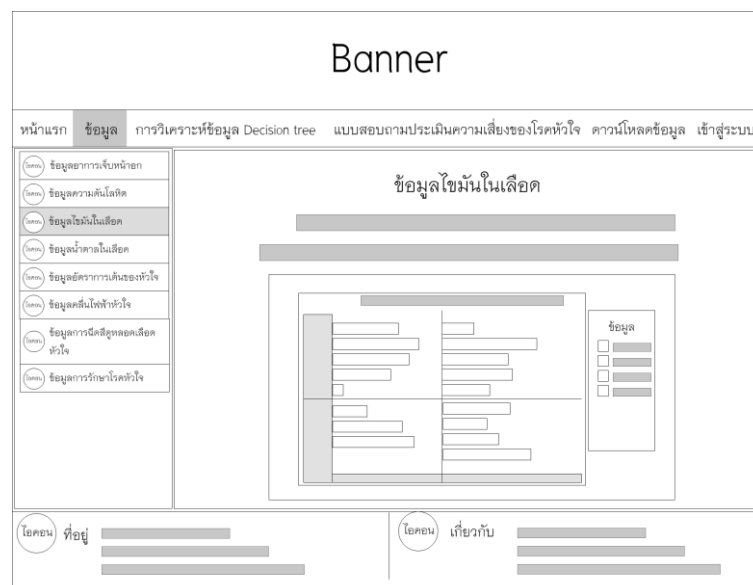 Banner
หน้าแรก ข้อมูล การวิเคราะห์ข้อมูล Decision tree แบบสอบถามประเมินความเสี่ยงของโรคหัวใจ ดาวน์โหลดข้อมูล เข้าสู่ระบบ
ไอคอน ข้อมูลอาการเจ็บหน้าอก
ไอคอน ข้อมูลความดันโลหิต
ไอคอน ข้อมูลไขมันในเลือด
ไอคอน ข้อมูลน้ำตาลในเลือด
ไอคอน ข้อมูลอัตราการเต้นของหัวใจ
ไอคอน ข้อมูลคลื่นไฟฟ้าหัวใจ
ไอคอน ข้อมูลการฉีดสีดูหลอดเลือด
หัวใจ
ไอคอน ข้อมูลการรักษาโรคหัวใจ
ข้อมูลไขมันในเลือด
ข้อมูล
ไอคอน ที่อยู่
ไอคอน เกี่ยวกับ